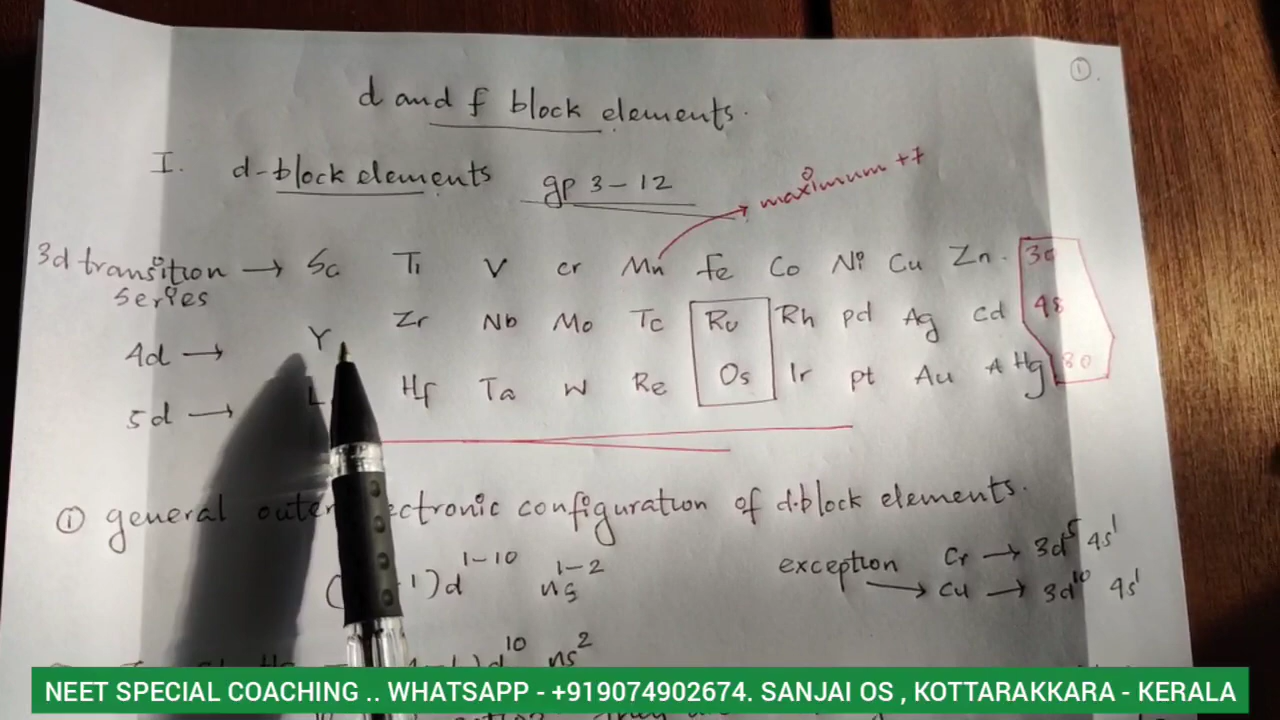 ①.
d and f block elements.
I. d-block elements gp 3-12
maximum +7
3d transition → Sc Ti V cr Mn Fe Co Ni Cu Zn. 30
series
4d → Y Zr Nb Mo Tc Ru Rh pd Ag Cd 48
5d → Hf Ta W Re Os Ir pt Au A Hg 80
① general outer ectronic configuration of d-block elements.
exception Cr → 3d⁵ 4s¹
→ Cu → 3d¹⁰ 4s¹
( 1)d¹⁻¹⁰ ns¹⁻²
d¹⁰ ns²
NEET SPECIAL COACHING .. WHATSAPP - +919074902674. SANJAI OS , KOTTARAKKARA - KERALA